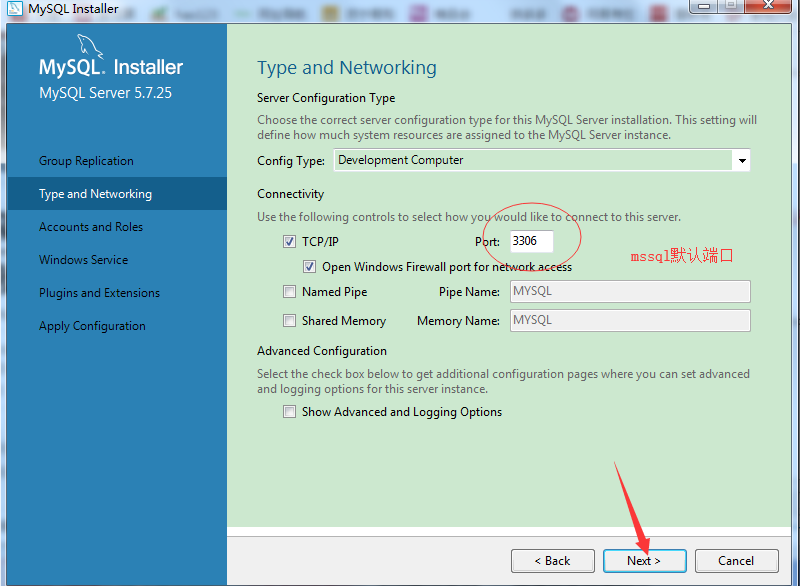 MySQL Installer
MySQL. Installer
MySQL Server 5.7.25
Group Replication
Type and Networking
Accounts and Roles
Windows Service
Plugins and Extensions
Apply Configuration
Type and Networking
Server Configuration Type
Choose the correct server configuration type for this MySQL Server installation. This setting will
define how much system resources are assigned to the MySQL Server instance.
Config Type: Development Computer
Connectivity
Use the following controls to select how you would like to connect to this server.
TCP/IP Port: 3306
mssql默认端口
Open Windows Firewall port for network access
Named Pipe Pipe Name: MYSQL
Shared Memory Memory Name: MYSQL
Advanced Configuration
Select the check box below to get additional configuration pages where you can set advanced
and logging options for this server instance.
Show Advanced and Logging Options
< Back Next > Cancel